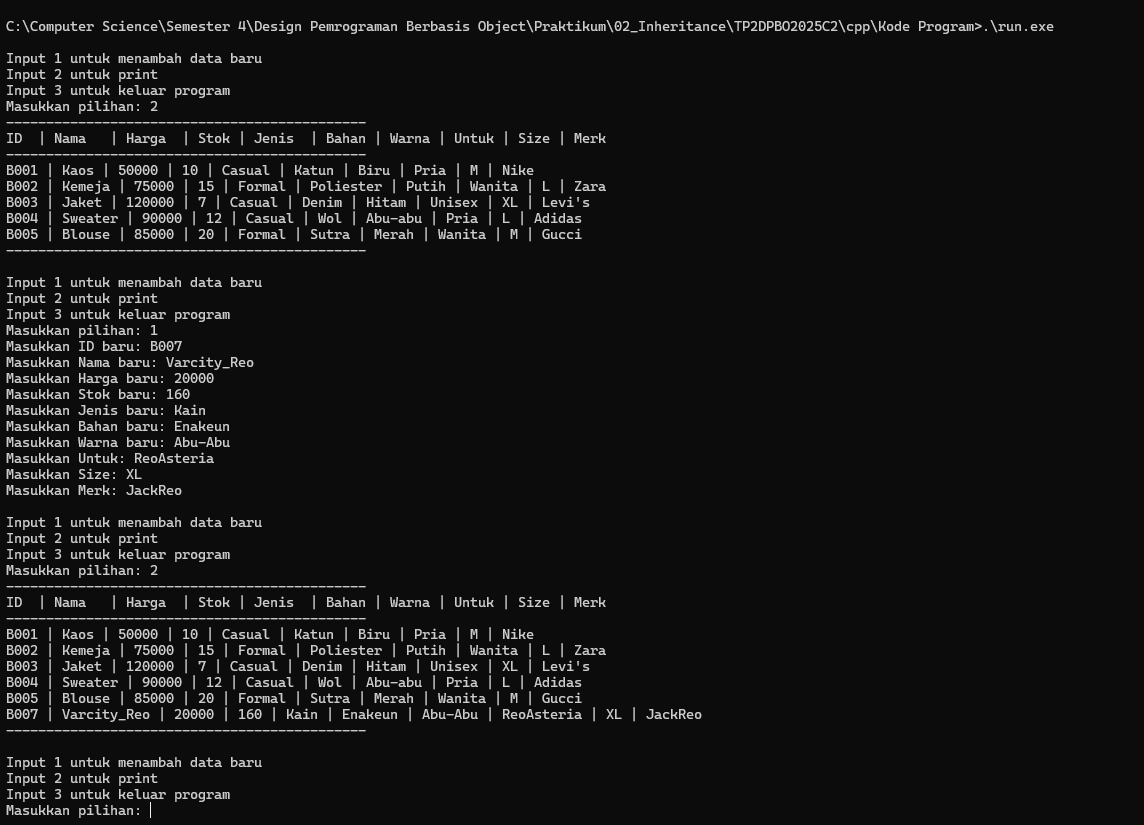 C:\Computer Science\Semester 4\Design Pemrograman Berbasis Object\Praktikum\02_Inheritance\TP2DPBO2025C2\cpp\Kode Program>.\run.exe
Input 1 untuk menambah data baru
Input 2 untuk print
Input 3 untuk keluar program
Masukkan pilihan: 2
---------------------------------------------
ID  | Nama   | Harga  | Stok | Jenis  | Bahan | Warna | Untuk | Size | Merk
---------------------------------------------
B001 | Kaos | 50000 | 10 | Casual | Katun | Biru | Pria | M | Nike
B002 | Kemeja | 75000 | 15 | Formal | Poliester | Putih | Wanita | L | Zara
B003 | Jaket | 120000 | 7 | Casual | Denim | Hitam | Unisex | XL | Levi's
B004 | Sweater | 90000 | 12 | Casual | Wol | Abu-abu | Pria | L | Adidas
B005 | Blouse | 85000 | 20 | Formal | Sutra | Merah | Wanita | M | Gucci
---------------------------------------------
Input 1 untuk menambah data baru
Input 2 untuk print
Input 3 untuk keluar program
Masukkan pilihan: 1
Masukkan ID baru: B007
Masukkan Nama baru: Varcity_Reo
Masukkan Harga baru: 20000
Masukkan Stok baru: 160
Masukkan Jenis baru: Kain
Masukkan Bahan baru: Enakeun
Masukkan Warna baru: Abu-Abu
Masukkan Untuk: ReoAsteria
Masukkan Size: XL
Masukkan Merk: JackReo
Input 1 untuk menambah data baru
Input 2 untuk print
Input 3 untuk keluar program
Masukkan pilihan: 2
---------------------------------------------
ID  | Nama   | Harga  | Stok | Jenis  | Bahan | Warna | Untuk | Size | Merk
---------------------------------------------
B001 | Kaos | 50000 | 10 | Casual | Katun | Biru | Pria | M | Nike
B002 | Kemeja | 75000 | 15 | Formal | Poliester | Putih | Wanita | L | Zara
B003 | Jaket | 120000 | 7 | Casual | Denim | Hitam | Unisex | XL | Levi's
B004 | Sweater | 90000 | 12 | Casual | Wol | Abu-abu | Pria | L | Adidas
B005 | Blouse | 85000 | 20 | Formal | Sutra | Merah | Wanita | M | Gucci
B007 | Varcity_Reo | 20000 | 160 | Kain | Enakeun | Abu-Abu | ReoAsteria | XL | JackReo
---------------------------------------------
Input 1 untuk menambah data baru
Input 2 untuk print
Input 3 untuk keluar program
Masukkan pilihan: